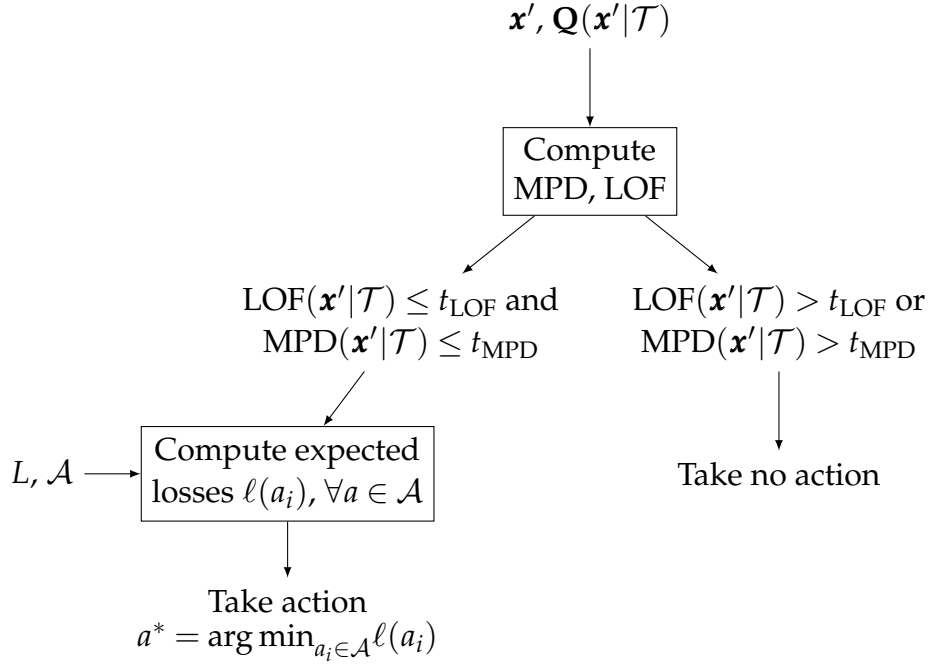 𝒙′, 𝐐(𝒙′|𝒯)
Compute
MPD, LOF
LOF(𝒙′|𝒯) ≤ t_LOF and
MPD(𝒙′|𝒯) ≤ t_MPD
LOF(𝒙′|𝒯) > t_LOF or
MPD(𝒙′|𝒯) > t_MPD
L, 𝒜
Compute expected
losses ℓ(a_i), ∀a ∈ 𝒜
Take no action
Take action
a* = arg min_{a_i∈𝒜} ℓ(a_i)